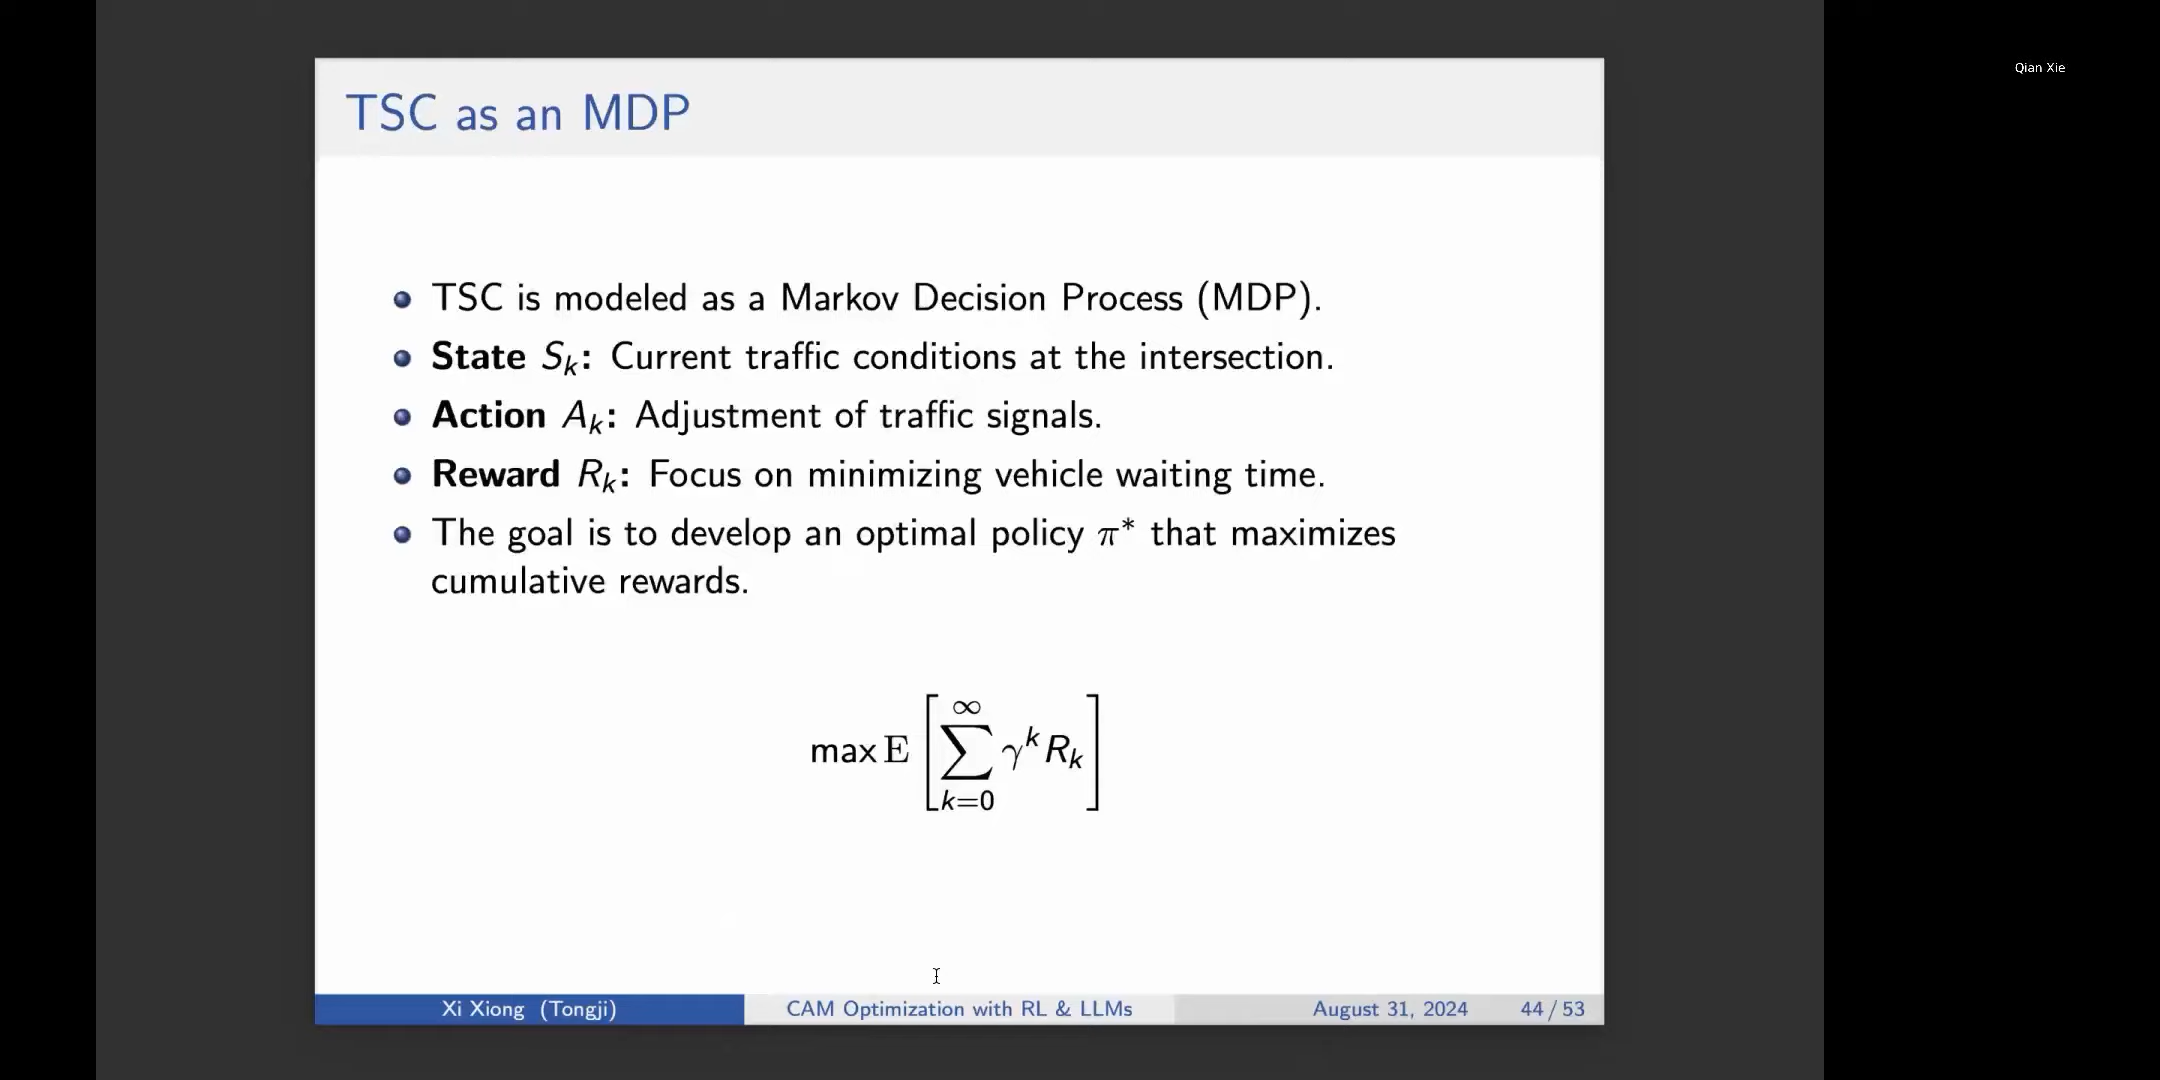 Qian Xie
TSC as an MDP
• TSC is modeled as a Markov Decision Process (MDP).
• State Sₖ: Current traffic conditions at the intersection.
• Action Aₖ: Adjustment of traffic signals.
• Reward Rₖ: Focus on minimizing vehicle waiting time.
• The goal is to develop an optimal policy π* that maximizes
cumulative rewards.
max E [∑_{k=0}^{∞} γ^k R_k]
Xi Xiong (Tongji) CAM Optimization with RL & LLMs August 31, 2024 44 / 53